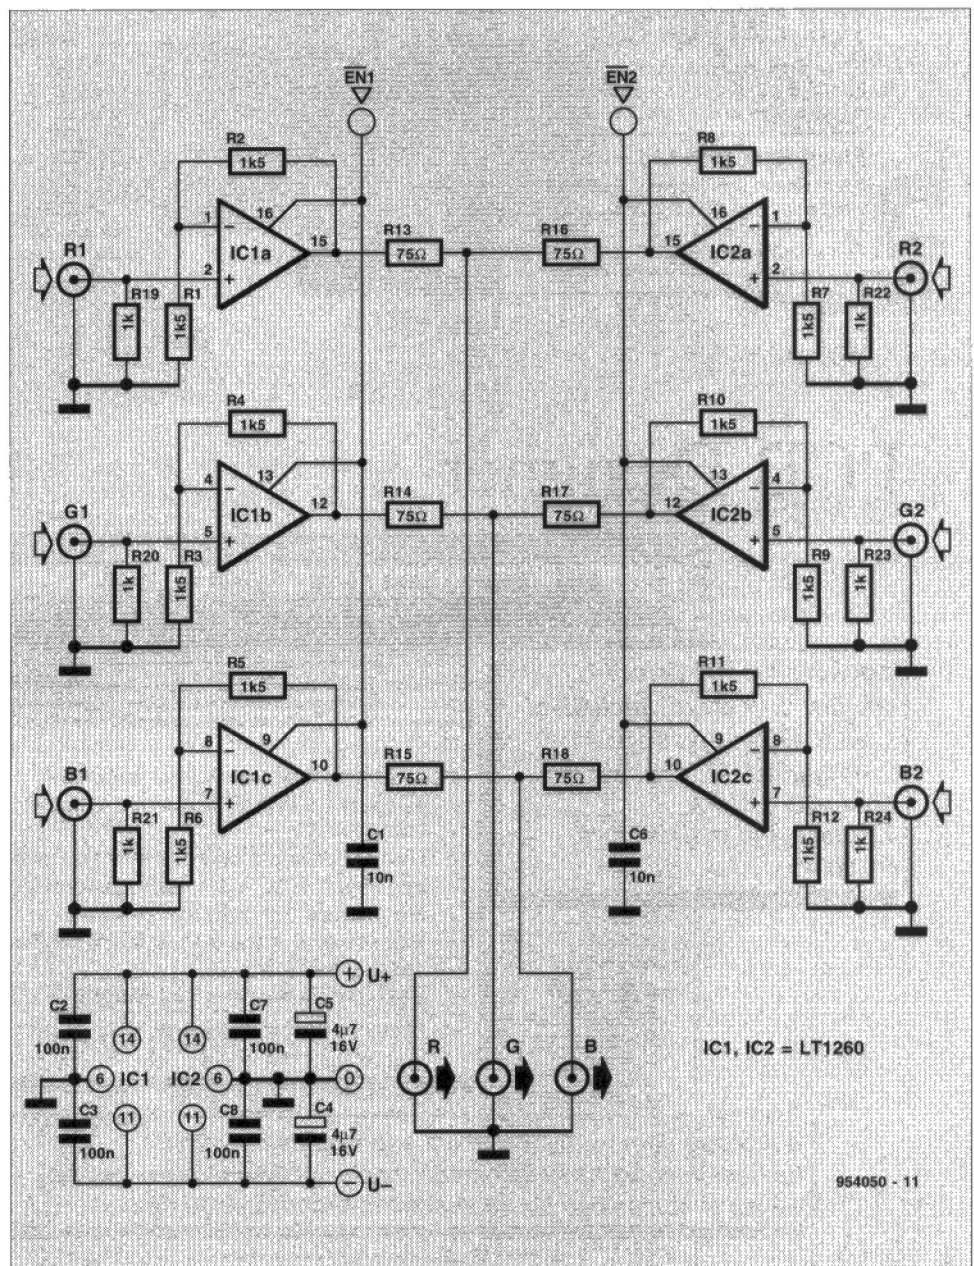 EN1 EN2
R2 R8
1k5 1k5
16 16
1 1
R13 R16
15 15
IC1a 75Ω 75Ω IC2a
R1 R2
2 2
R19 R1 R7 R22
1k 1k5 1k5 1k
− + − +
R4 R10
1k5 1k5
13 13
4 4
R14 R17
12 12
IC1b 75Ω 75Ω IC2b
G1 G2
5 5
R20 R3 R9 R23
1k 1k5 1k5 1k
− + − +
R5 R11
1k5 1k5
9 9
8 8
R15 R18
10 10
IC1c 75Ω 75Ω IC2c
B1 B2
7 7
R21 R6 R12 R24
1k 1k5 1k5 1k
− + − +
C1 C6
10n 10n
+ U+
C2 C7 C5
100n 14 14 100n 4µ7
16V
6 IC1 IC2 6 0
C3 11 11 C8 C4
100n 100n 4µ7
16V
− U−
R G B
IC1, IC2 = LT1260
954050 - 11